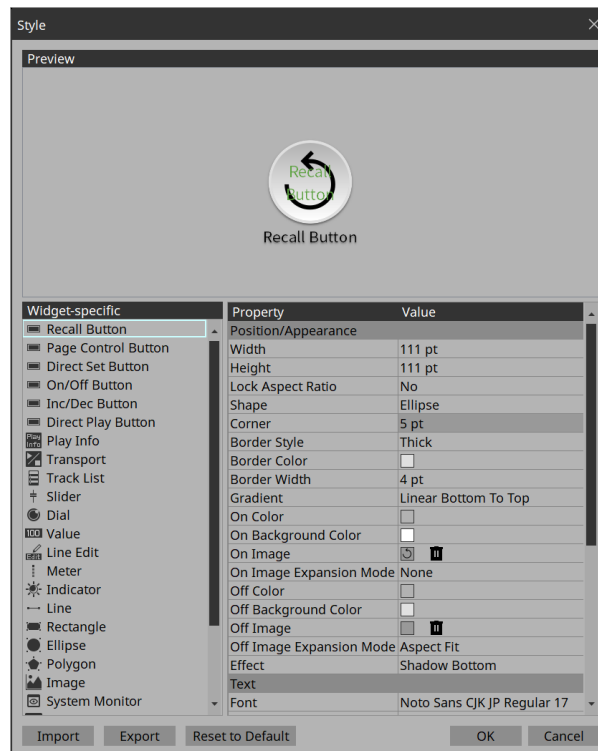 Style
Preview
Recall
Button
Recall Button
Widget-specific
Recall Button
Page Control Button
Direct Set Button
On/Off Button
Inc/Dec Button
Direct Play Button
Play Info
Play Info
Transport
Track List
Slider
Dial
100 Value
Edit Line Edit
Meter
Indicator
Line
Rectangle
Ellipse
Polygon
Image
System Monitor
Property Value
Position/Appearance
Width 111 pt
Height 111 pt
Lock Aspect Ratio No
Shape Ellipse
Corner 5 pt
Border Style Thick
Border Color
Border Width 4 pt
Gradient Linear Bottom To Top
On Color
On Background Color
On Image
On Image Expansion Mode None
Off Color
Off Background Color
Off Image
Off Image Expansion Mode Aspect Fit
Effect Shadow Bottom
Text
Font Noto Sans CJK JP Regular 17
Import Export Reset to Default OK Cancel